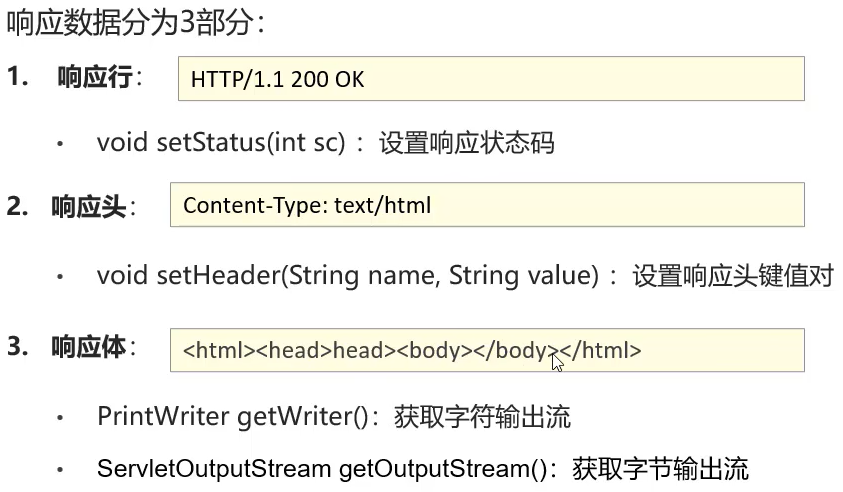 响应数据分为3部分：
1. 响应行： HTTP/1.1 200 OK
• void setStatus(int sc) ：设置响应状态码
2. 响应头： Content-Type: text/html
• void setHeader(String name, String value) ：设置响应头键值对
3. 响应体： <html><head>head><body></body></html>
• PrintWriter getWriter()：获取字符输出流
• ServletOutputStream getOutputStream()：获取字节输出流